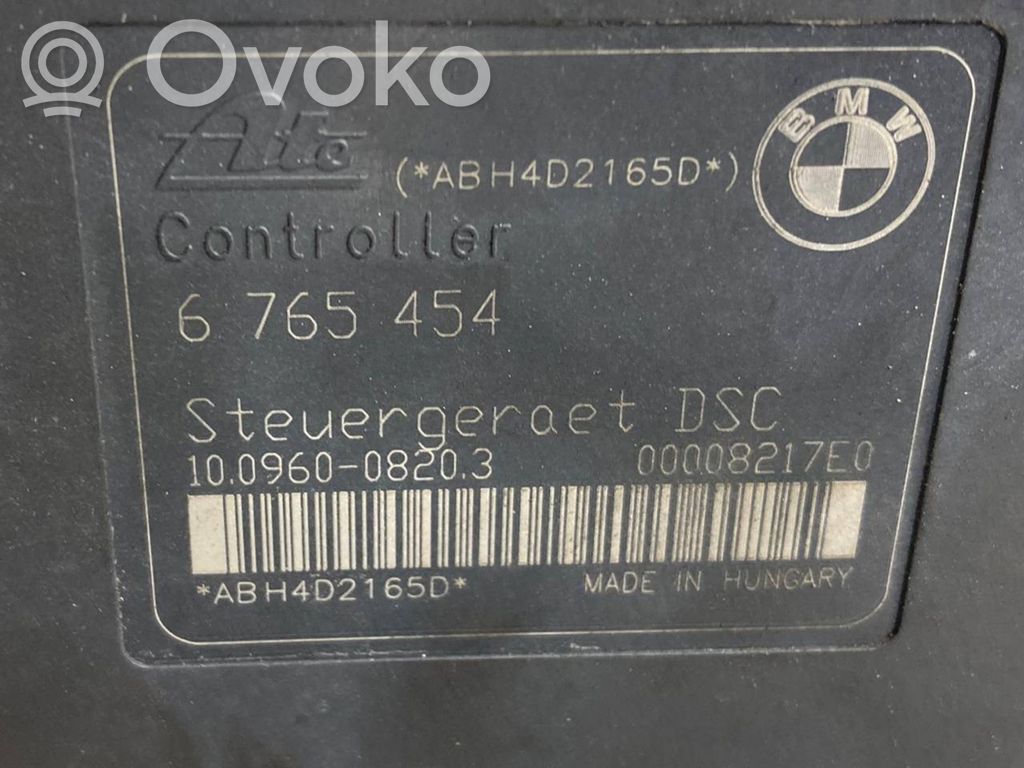 Ovoko
Ate
(*ABH4D2165D*)
BMW
Controller
6 765 454
Steuergeraet DSC
10.0960-0820.3 00008217E0
*ABH4D2165D* MADE IN HUNGARY